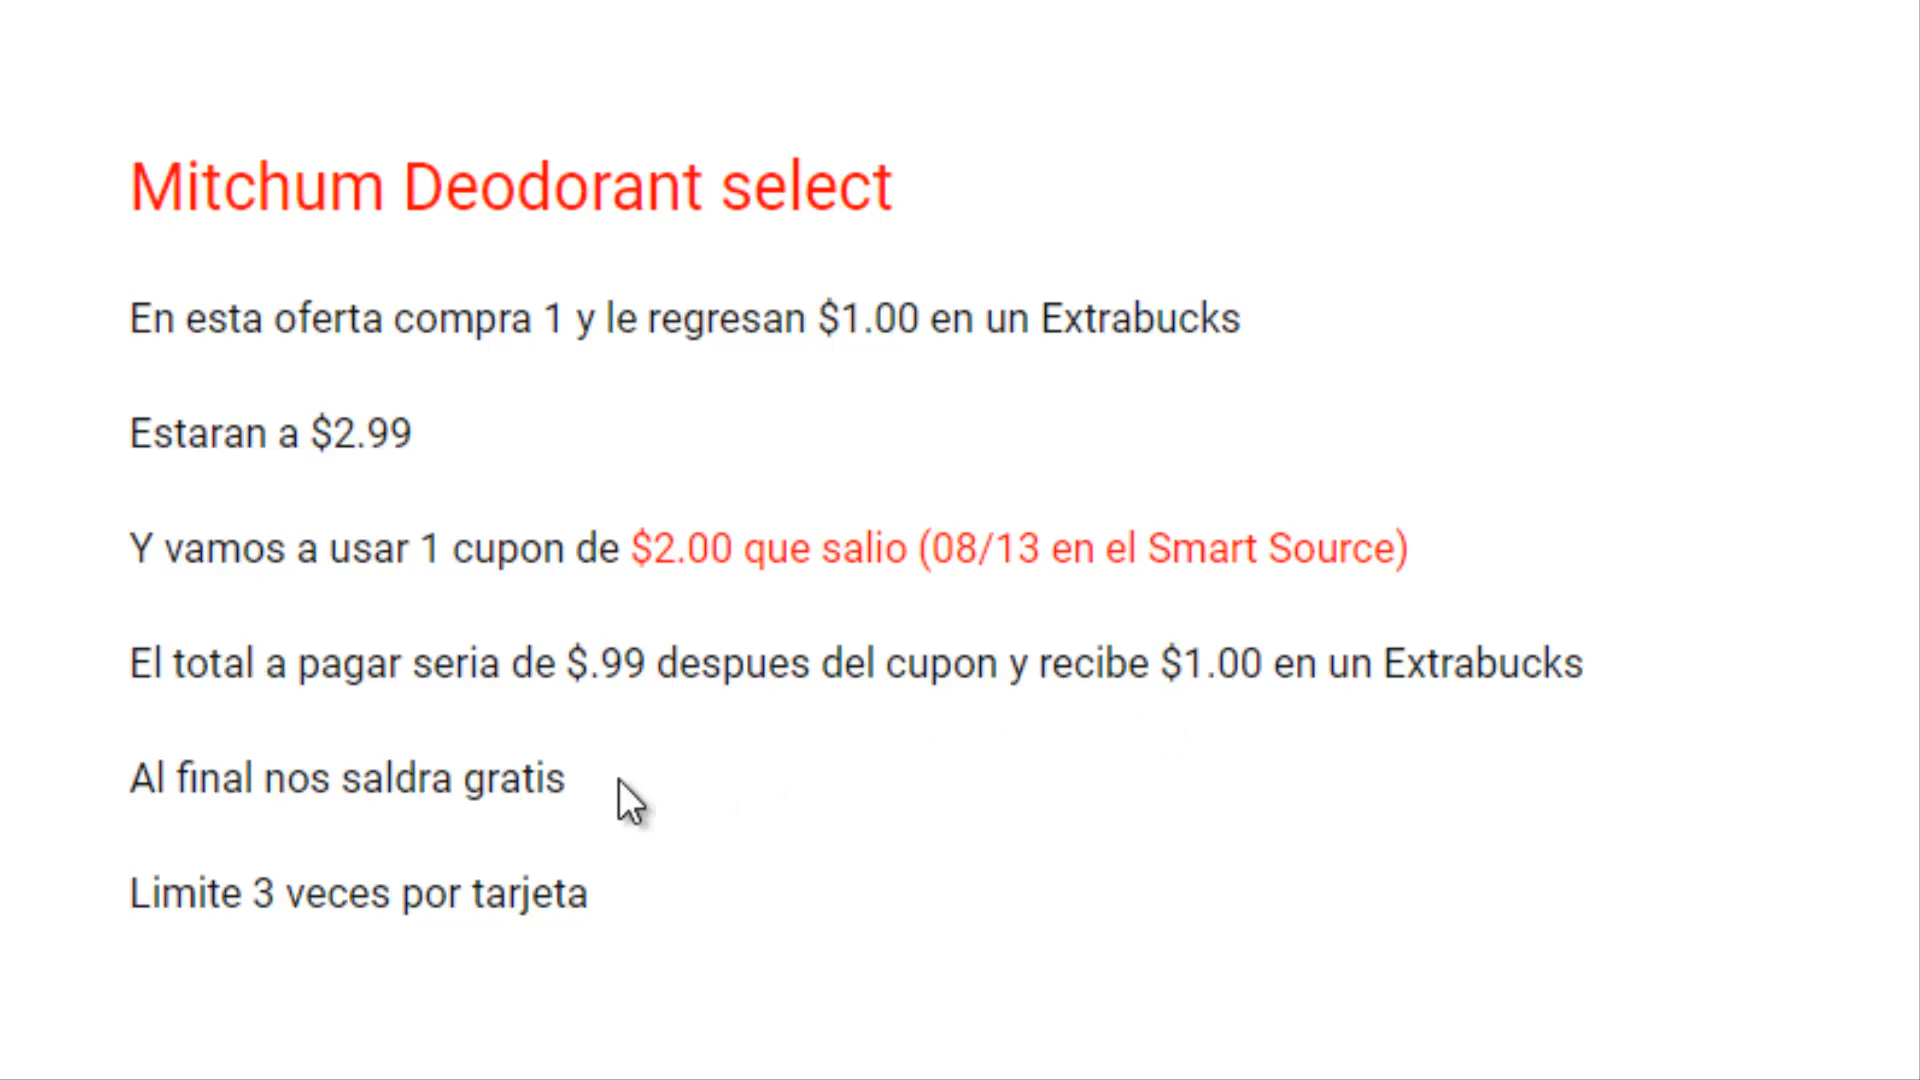 Mitchum Deodorant select
En esta oferta compra 1 y le regresan $1.00 en un Extrabucks
Estaran a $2.99
Y vamos a usar 1 cupon de $2.00 que salio (08/13 en el Smart Source)
El total a pagar seria de $.99 despues del cupon y recibe $1.00 en un Extrabucks
Al final nos saldra gratis
Limite 3 veces por tarjeta